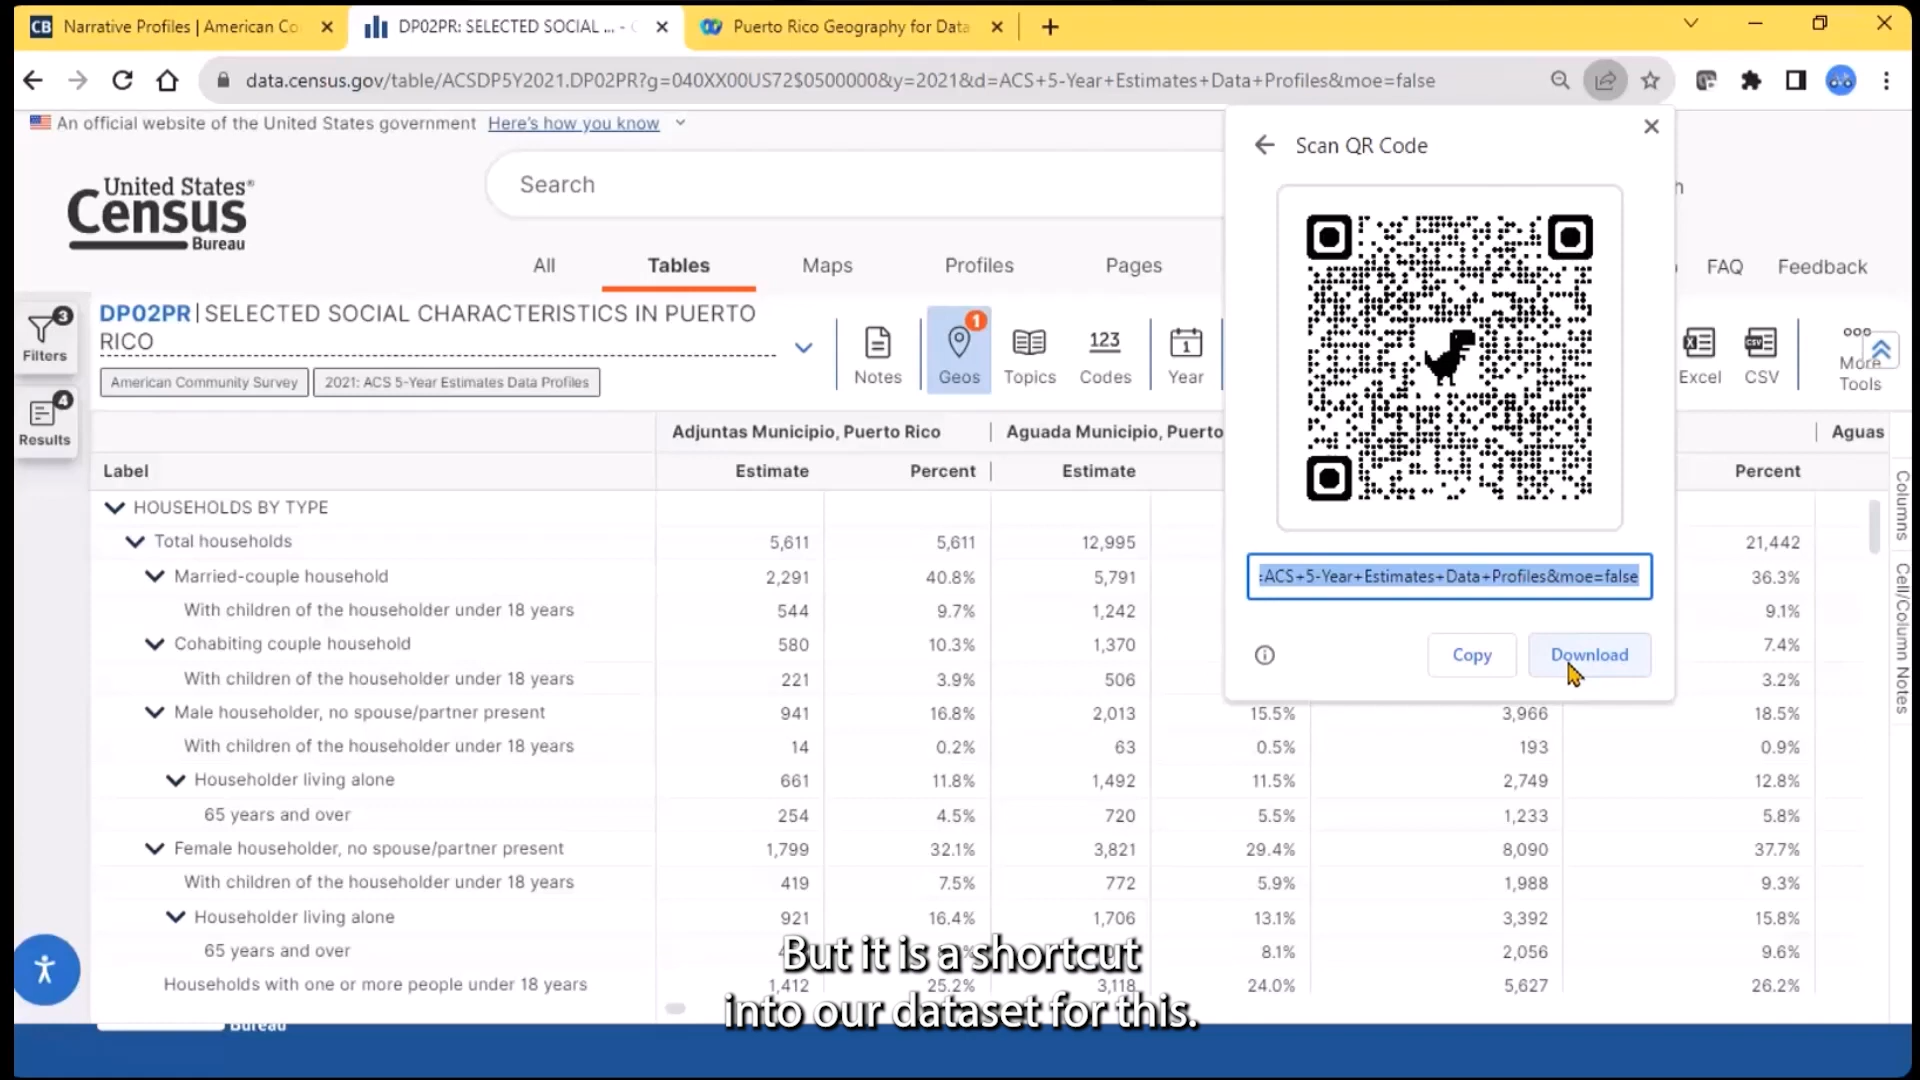 Narrative Profiles | American Co
DP02PR: SELECTED SOCIAL ... -
Puerto Rico Geography for Data
data.census.gov/table/ACSDP5Y2021.DP02PR?g=040XX00US72$0500000&y=2021&d=ACS+5-Year+Estimates+Data+Profiles&moe=false
An official website of the United States government Here's how you know
United States®
Census
Bureau
Search
All Tables Maps Profiles Pages FAQ Feedback
Scan QR Code
:ACS+5-Year+Estimates+Data+Profiles&moe=false
Copy Download
3
Filters
4
Results
DP02PR | SELECTED SOCIAL CHARACTERISTICS IN PUERTO
RICO
American Community Survey 2021: ACS 5-Year Estimates Data Profiles
Notes
1
Geos
Topics
123
Codes
1
Year
Excel
CSV
More
Tools
Adjuntas Municipio, Puerto Rico Aguada Municipio, Puerto Aguas
Label Estimate Percent Estimate Percent
HOUSEHOLDS BY TYPE
Total households 5,611 5,611 12,995 21,442
Married-couple household 2,291 40.8% 5,791 36.3%
With children of the householder under 18 years 544 9.7% 1,242 9.1%
Cohabiting couple household 580 10.3% 1,370 7.4%
With children of the householder under 18 years 221 3.9% 506 3.2%
Male householder, no spouse/partner present 941 16.8% 2,013 15.5% 3,966 18.5%
With children of the householder under 18 years 14 0.2% 63 0.5% 193 0.9%
Householder living alone 661 11.8% 1,492 11.5% 2,749 12.8%
65 years and over 254 4.5% 720 5.5% 1,233 5.8%
Female householder, no spouse/partner present 1,799 32.1% 3,821 29.4% 8,090 37.7%
With children of the householder under 18 years 419 7.5% 772 5.9% 1,988 9.3%
Householder living alone 921 16.4% 1,706 13.1% 3,392 15.8%
65 years and over 8.1% 2,056 9.6%
Households with one or more people under 18 years 1,412 25.2% 3,118 24.0% 5,627 26.2%
Columns
Cell/Column Notes
But it is a shortcut
into our dataset for this.
Bureau